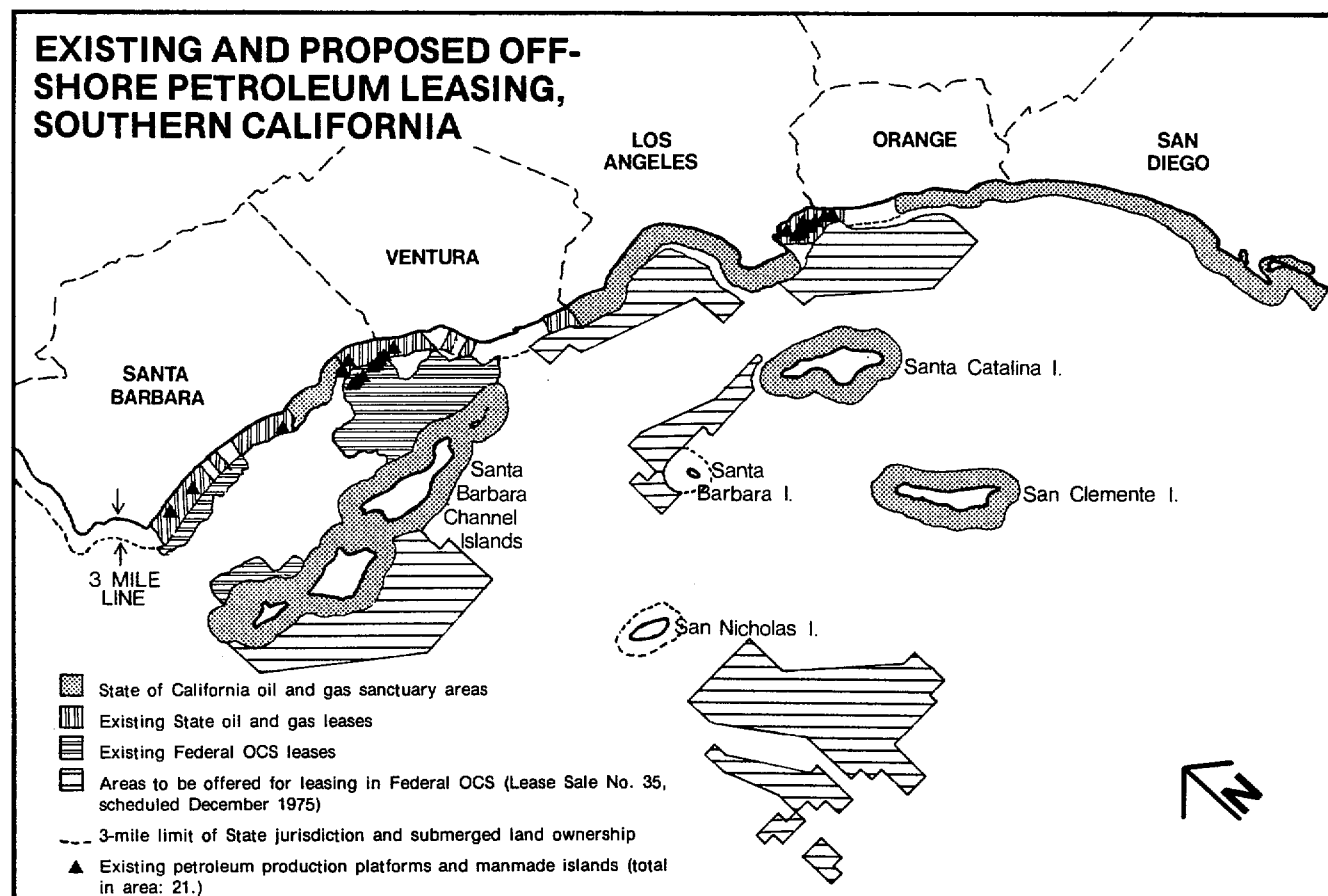 EXISTING AND PROPOSED OFF-
SHORE PETROLEUM LEASING,
SOUTHERN CALIFORNIA
LOS
ANGELES
ORANGE
SAN
DIEGO
VENTURA
SANTA
BARBARA
Santa Catalina I.
Santa
Barbara I.
San Clemente I.
Santa
Barbara
Channel
Islands
3 MILE
LINE
San Nicholas I.
State of California oil and gas sanctuary areas
Existing State oil and gas leases
Existing Federal OCS leases
Areas to be offered for leasing in Federal OCS (Lease Sale No. 35,
scheduled December 1975)
3-mile limit of State jurisdiction and submerged land ownership
Existing petroleum production platforms and manmade islands (total
in area: 21.)
N